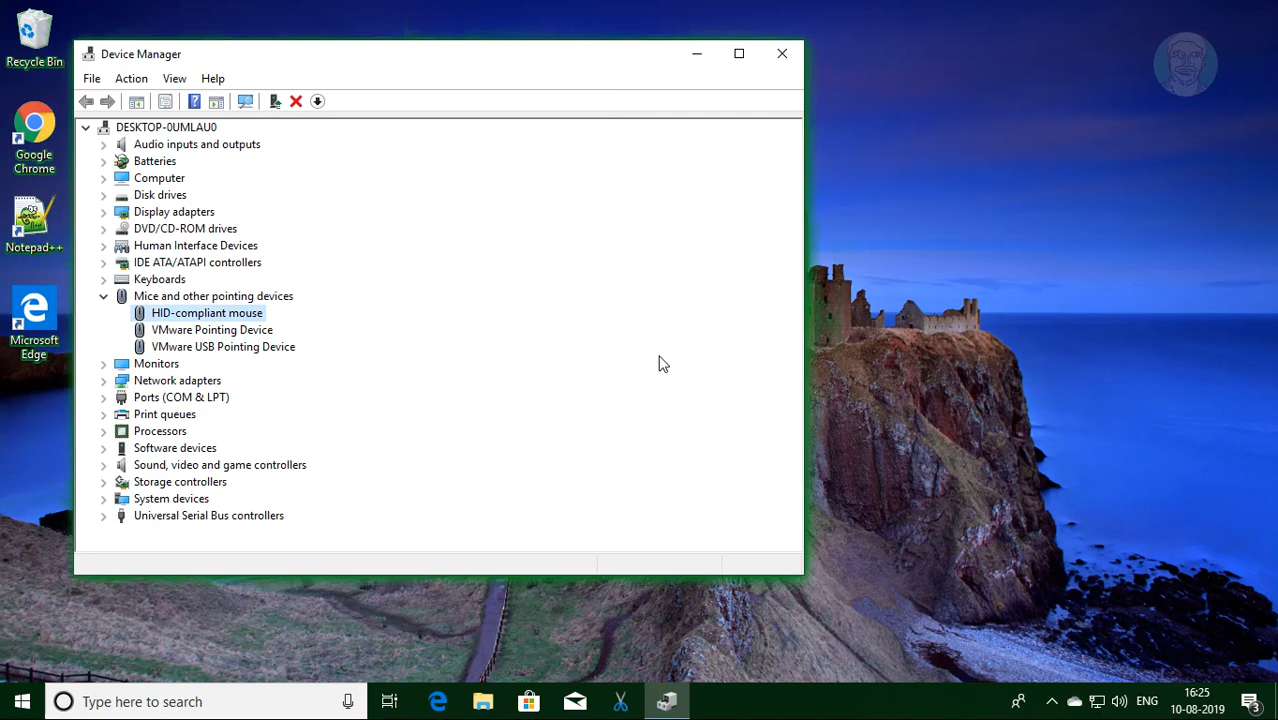 Recycle Bin
Google
Chrome
Notepad++
Microsoft
Edge
Device Manager
File Action View Help
DESKTOP-0UMLAU0
Audio inputs and outputs
Batteries
Computer
Disk drives
Display adapters
DVD/CD-ROM drives
Human Interface Devices
IDE ATA/ATAPI controllers
Keyboards
Mice and other pointing devices
HID-compliant mouse
VMware Pointing Device
VMware USB Pointing Device
Monitors
Network adapters
Ports (COM & LPT)
Print queues
Processors
Software devices
Sound, video and game controllers
Storage controllers
System devices
Universal Serial Bus controllers
Type here to search
ENG
16:25
10-08-2019
3